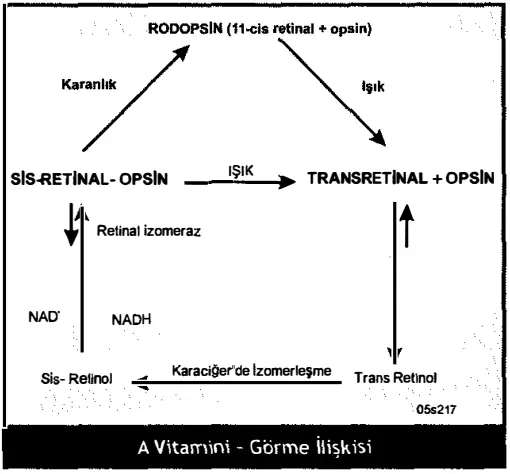 RODOPSİN (11-cis retinal + opsin)
Karanlık
Işık
SİS-RETİNAL- OPSİN
IŞIK
TRANSRETİNAL + OPSİN
Retinal izomeraz
NAD
NADH
Sis- Retinol
Karaciğer'de İzomerleşme
Trans Retinol
05s217
A Vitamini - Görme İlişkisi